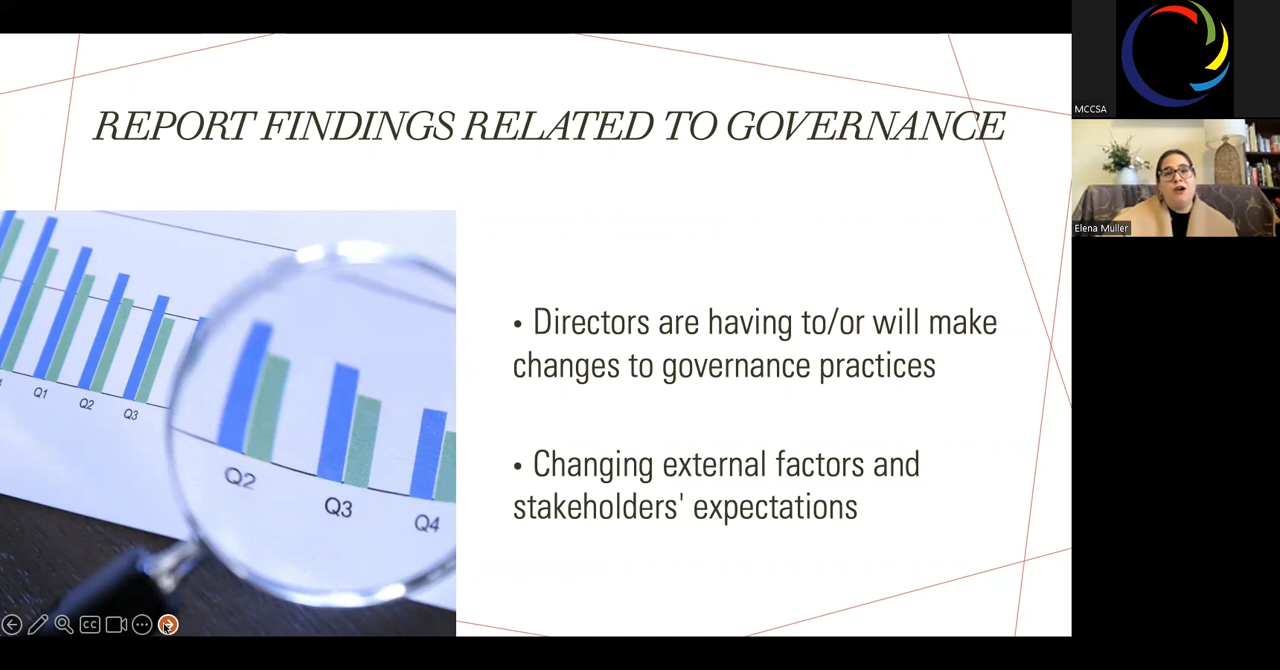 MCCSA
Elena Muller
REPORT FINDINGS RELATED TO GOVERNANCE
• Directors are having to/or will make
changes to governance practices
• Changing external factors and
stakeholders' expectations
Q1
Q2
Q3
Q2
Q3
Q4
CC